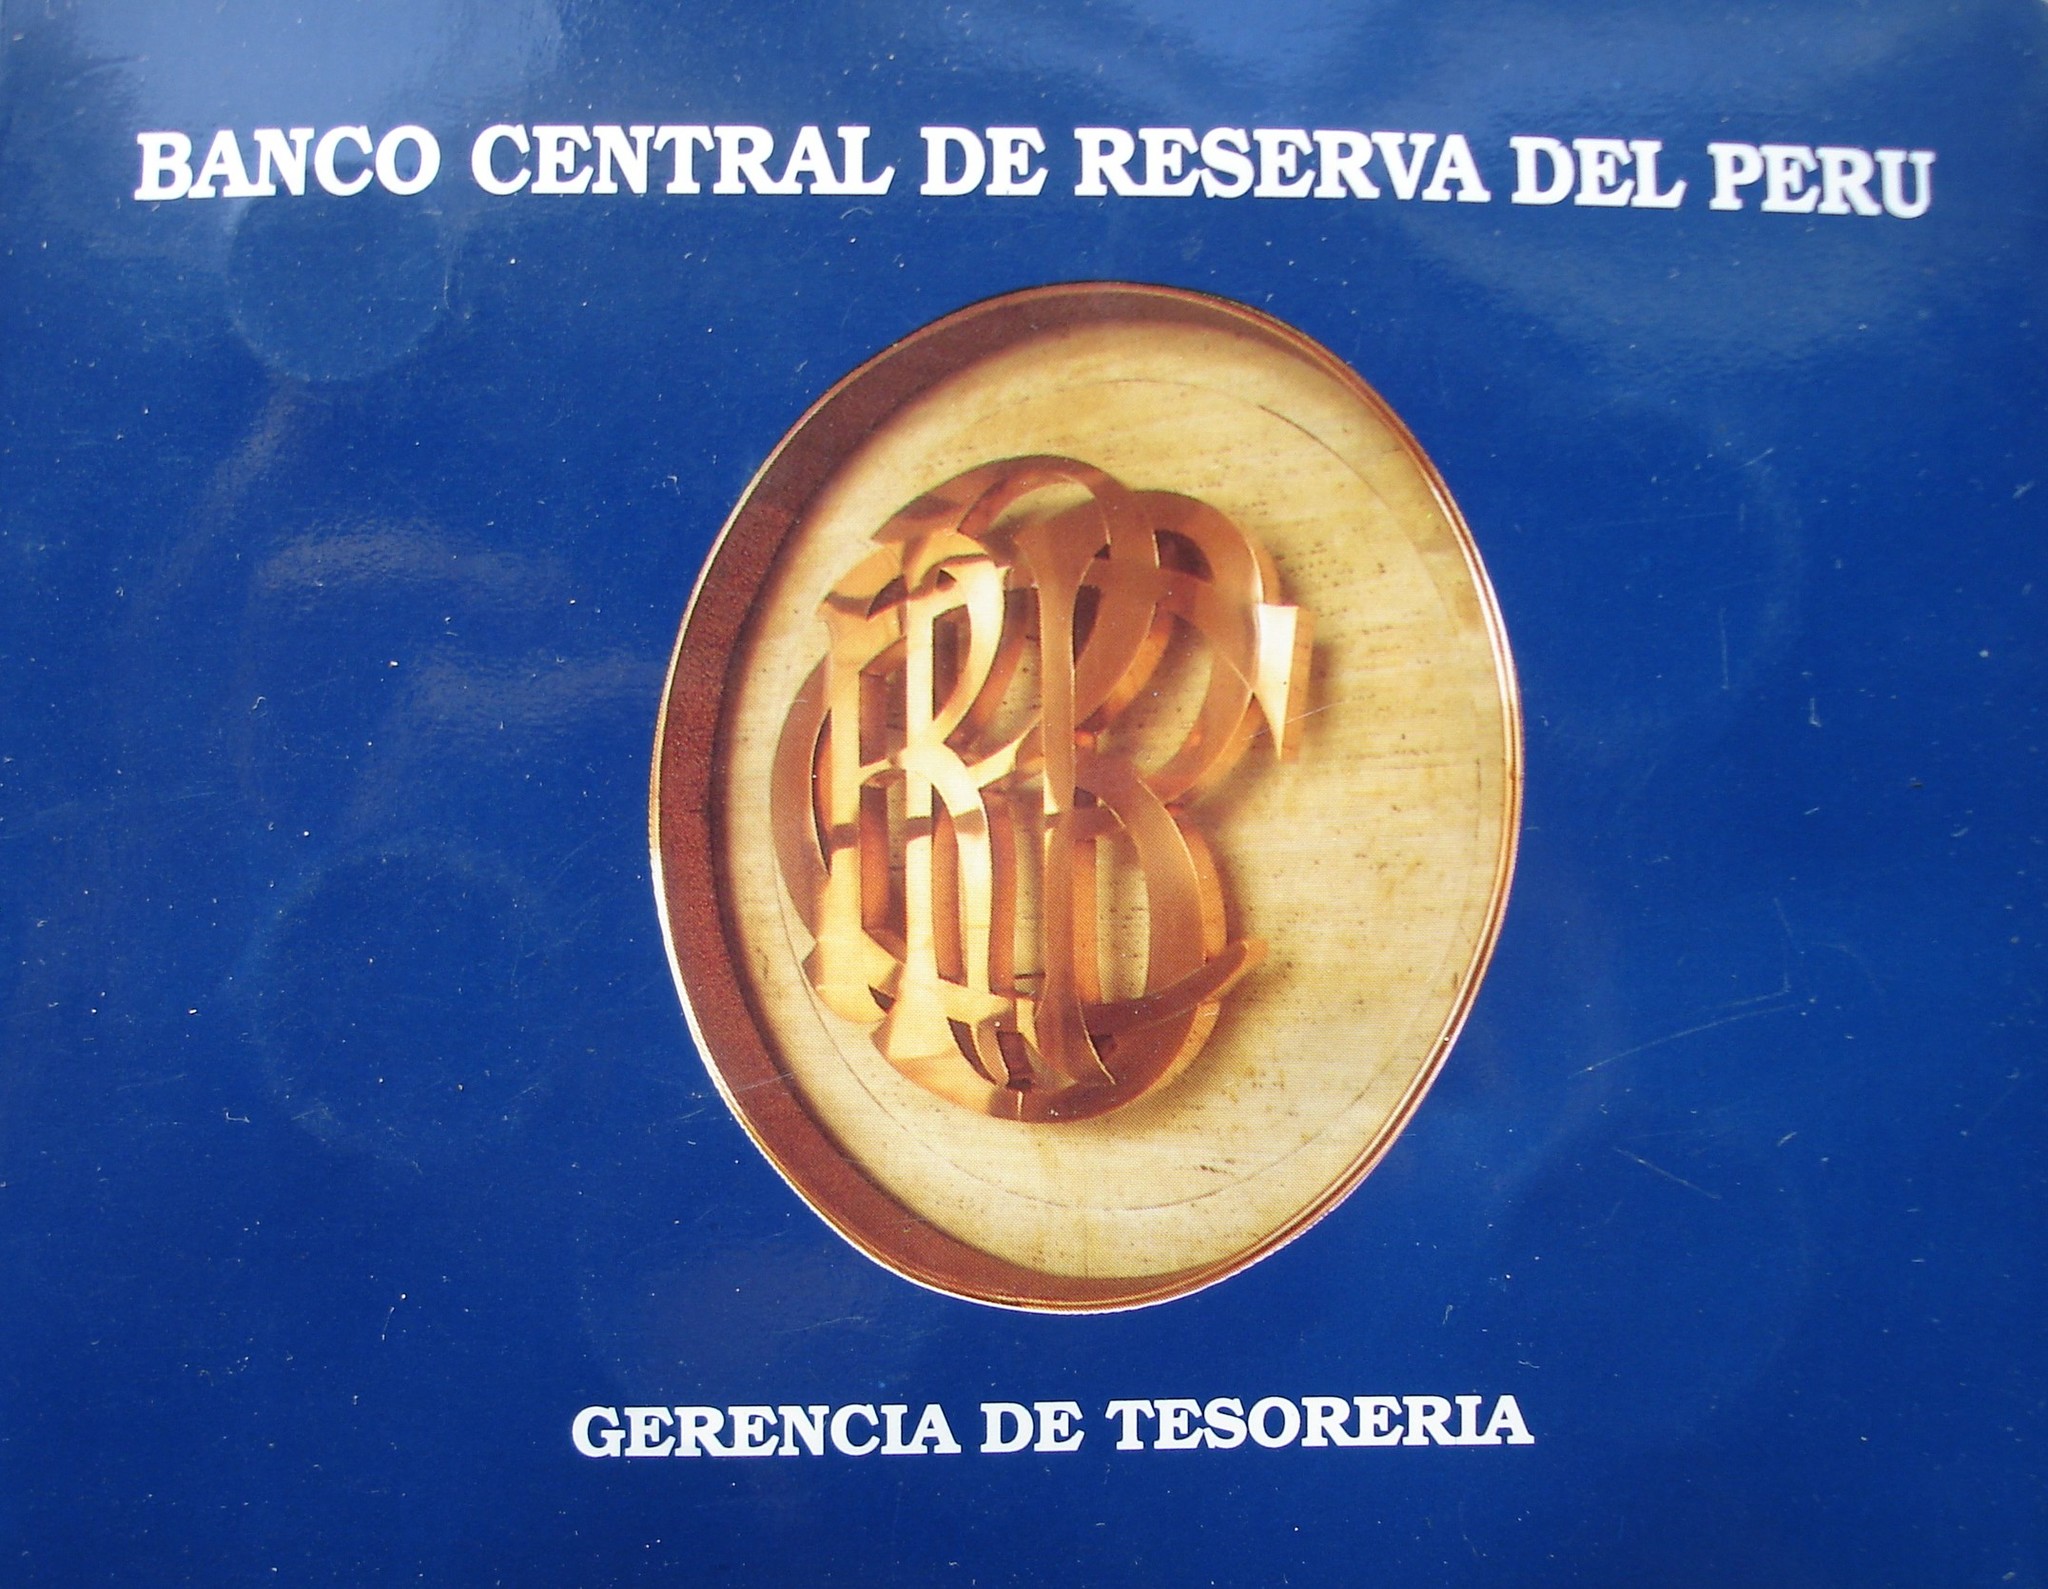 BANCO CENTRAL DE RESERVA DEL PERU
GERENCIA DE TESORERIA